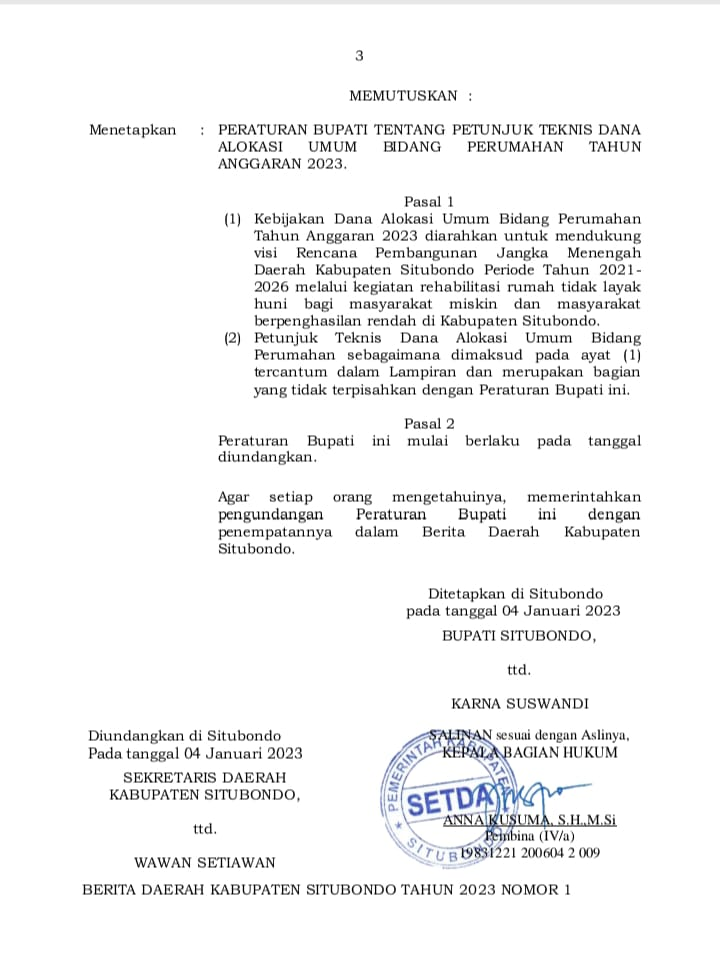 3
MEMUTUSKAN :
Menetapkan : PERATURAN BUPATI TENTANG PETUNJUK TEKNIS DANA
ALOKASI UMUM BIDANG PERUMAHAN TAHUN
ANGGARAN 2023.
Pasal 1
(1) Kebijakan Dana Alokasi Umum Bidang Perumahan
Tahun Anggaran 2023 diarahkan untuk mendukung
visi Rencana Pembangunan Jangka Menengah
Daerah Kabupaten Situbondo Periode Tahun 2021-
2026 melalui kegiatan rehabilitasi rumah tidak layak
huni bagi masyarakat miskin dan masyarakat
berpenghasilan rendah di Kabupaten Situbondo.
(2) Petunjuk Teknis Dana Alokasi Umum Bidang
Perumahan sebagaimana dimaksud pada ayat (1)
tercantum dalam Lampiran dan merupakan bagian
yang tidak terpisahkan dengan Peraturan Bupati ini.
Pasal 2
Peraturan Bupati ini mulai berlaku pada tanggal
diundangkan.
Agar setiap orang mengetahuinya, memerintahkan
pengundangan Peraturan Bupati ini dengan
penempatannya dalam Berita Daerah Kabupaten
Situbondo.
Ditetapkan di Situbondo
pada tanggal 04 Januari 2023
BUPATI SITUBONDO,
ttd.
KARNA SUSWANDI
Diundangkan di Situbondo
Pada tanggal 04 Januari 2023
SEKRETARIS DAERAH
KABUPATEN SITUBONDO,
ttd.
WAWAN SETIAWAN
SALINAN sesuai dengan Aslinya,
KEPALA BAGIAN HUKUM
PEMERINTAH KABUPATEN
SETDA
SITUBONDO
ANNA KUSUMA, S.H.,M.Si
Pembina (IV/a)
19831221 200604 2 009
BERITA DAERAH KABUPATEN SITUBONDO TAHUN 2023 NOMOR 1